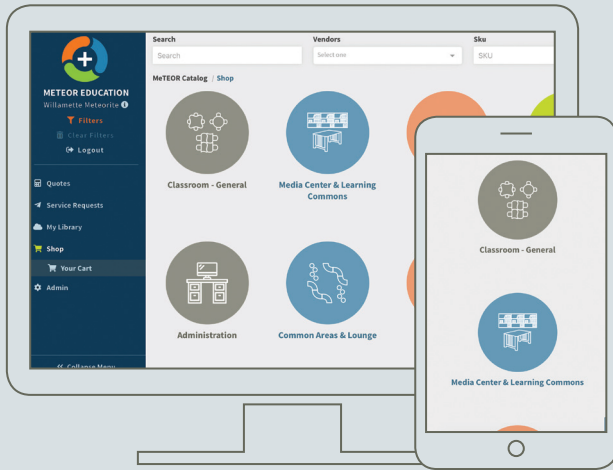 METEOR EDUCATION
Willamette Meteorite
Filters
Clear Filters
Logout
Quotes
Service Requests
My Library
Shop
Your Cart
Admin
Collapse Menu
Search
Search
Vendors
Select one
Sku
SKU
MeTEOR Catalog / Shop
Classroom - General
Media Center & Learning
Commons
Administration
Common Areas & Lounge
Classroom - General
Media Center & Learning Commons